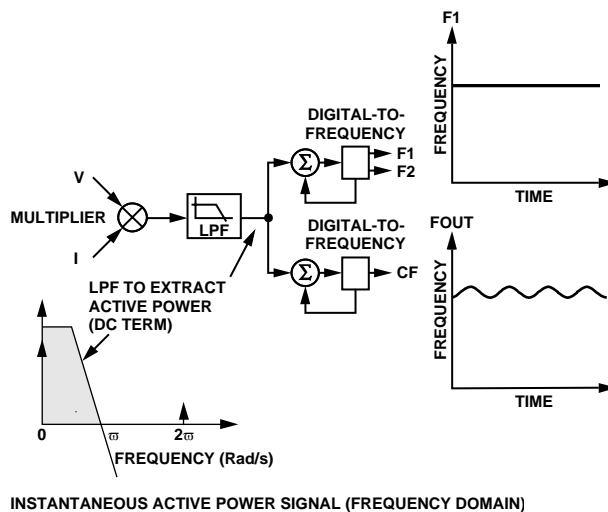 F1
FREQUENCY
TIME
DIGITAL-TO-
FREQUENCY
Σ
F1
F2
V
MULTIPLIER
I
LPF
DIGITAL-TO-
FREQUENCY
Σ
CF
FOUT
FREQUENCY
TIME
LPF TO EXTRACT
ACTIVE POWER
(DC TERM)
0 ϖ 2ϖ
FREQUENCY (Rad/s)
INSTANTANEOUS ACTIVE POWER SIGNAL (FREQUENCY DOMAIN)